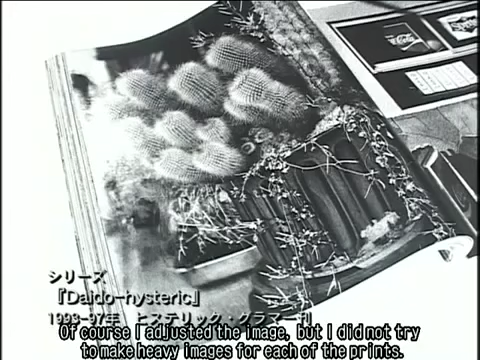 Coca-Cola
シリーズ
『Daido-hysteric』
1993-97年 ヒステリック・グラマー刊
Of course I adjusted the image, but I did not try
to make heavy images for each of the prints.